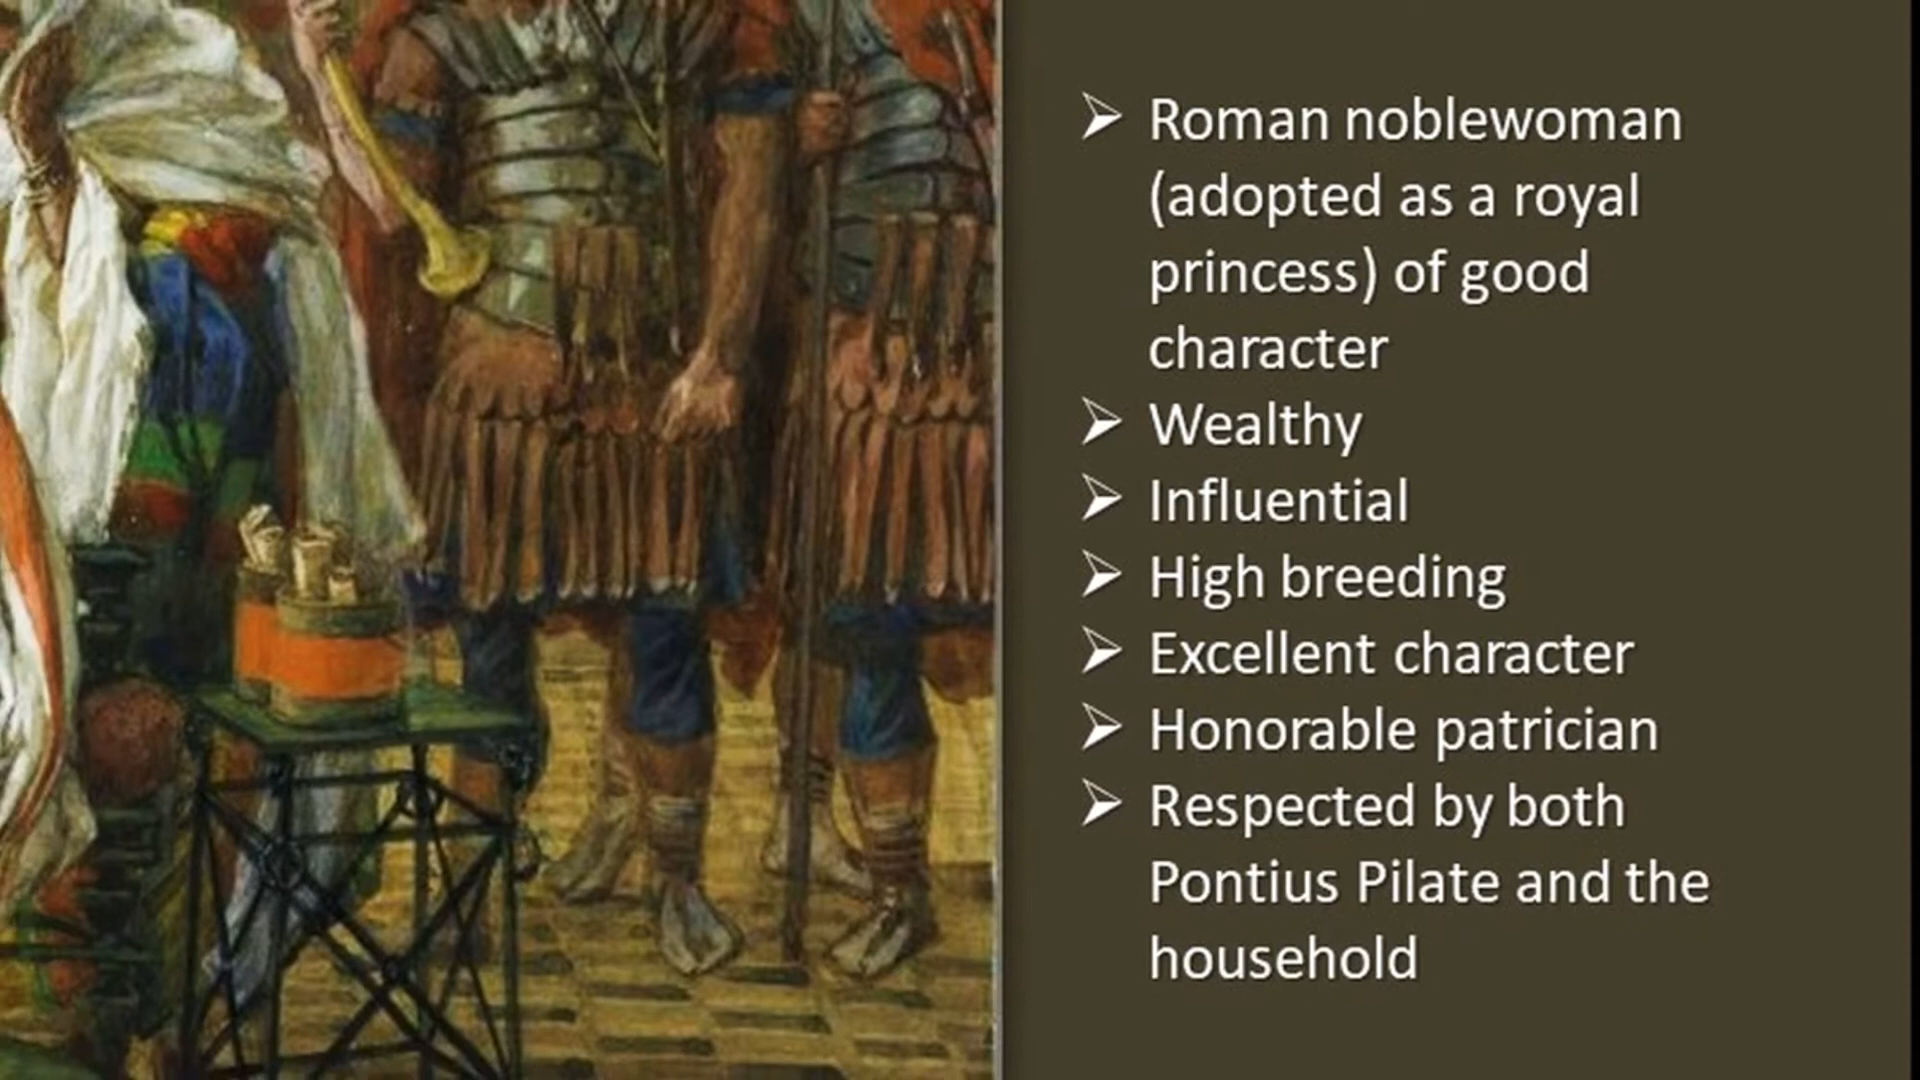 ➢ Roman noblewoman
(adopted as a royal
princess) of good
character
➢ Wealthy
➢ Influential
➢ High breeding
➢ Excellent character
➢ Honorable patrician
➢ Respected by both
Pontius Pilate and the
household